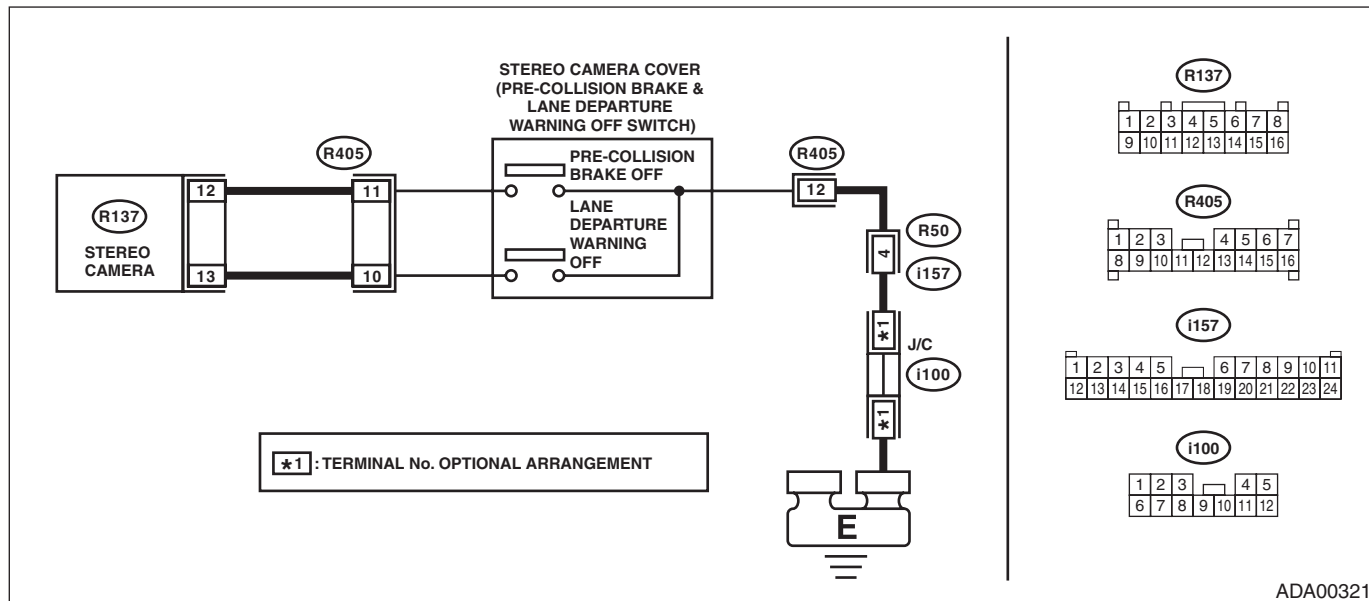 STEREO CAMERA COVER
(PRE-COLLISION BRAKE &
LANE DEPARTURE
WARNING OFF SWITCH)
R405
PRE-COLLISION
BRAKE OFF
R405
12
11
12
R137
STEREO
CAMERA
LANE
DEPARTURE
WARNING
OFF
13
10
R50
4
i157
*1
J/C
i100
*1
*1 : TERMINAL No. OPTIONAL ARRANGEMENT
E
R137
1 2 3 4 5 6 7 8
9 10 11 12 13 14 15 16
R405
1 2 3 4 5 6 7
8 9 10 11 12 13 14 15 16
i157
1 2 3 4 5 6 7 8 9 10 11
12 13 14 15 16 17 18 19 20 21 22 23 24
i100
1 2 3 4 5
6 7 8 9 10 11 12
ADA00321